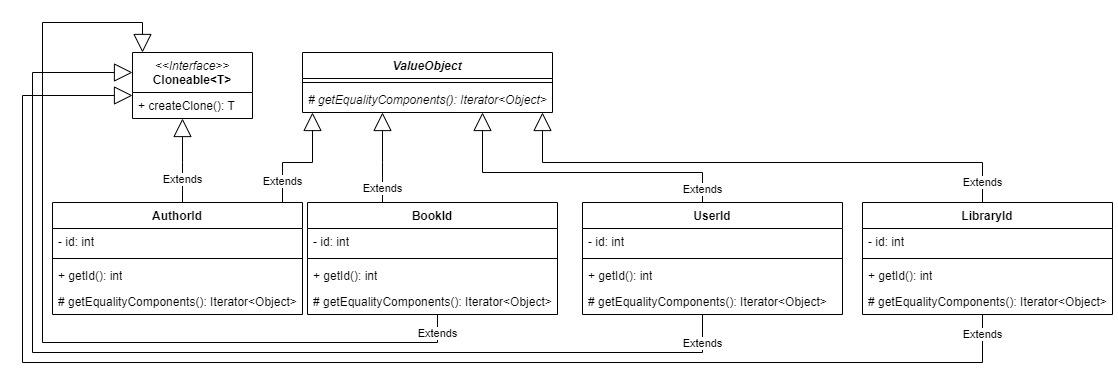 <<Interface>>
Cloneable<T>
+ createClone(): T
ValueObject
# getEqualityComponents(): Iterator<Object>
Extends
Extends
Extends
Extends
Extends
AuthorId
- id: int
+ getId(): int
# getEqualityComponents(): Iterator<Object>
BookId
- id: int
+ getId(): int
# getEqualityComponents(): Iterator<Object>
UserId
- id: int
+ getId(): int
# getEqualityComponents(): Iterator<Object>
LibraryId
- id: int
+ getId(): int
# getEqualityComponents(): Iterator<Object>
Extends
Extends
Extends